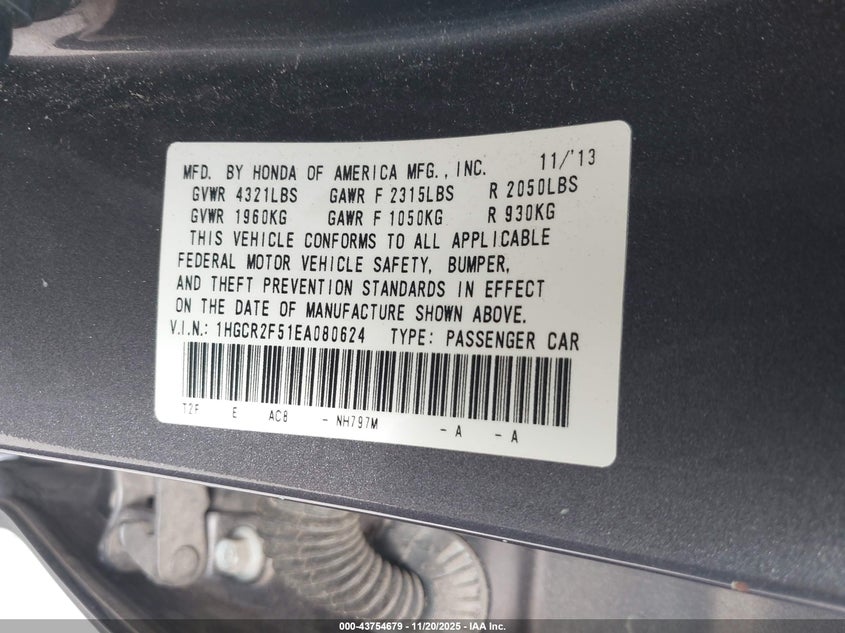 MFD. BY HONDA OF AMERICA MFG., INC. 11/'13
GVWR 4321LBS GAWR F 2315LBS R 2050LBS
GVWR 1960KG GAWR F 1050KG R 930KG
THIS VEHICLE CONFORMS TO ALL APPLICABLE
FEDERAL MOTOR VEHICLE SAFETY, BUMPER,
AND THEFT PREVENTION STANDARDS IN EFFECT
ON THE DATE OF MANUFACTURE SHOWN ABOVE.
V.I.N.: 1HGCR2F51EA080624 TYPE: PASSENGER CAR
T2F E AC8 - NH797M - A - A
000-43754679 - 11/20/2025 - IAA Inc.